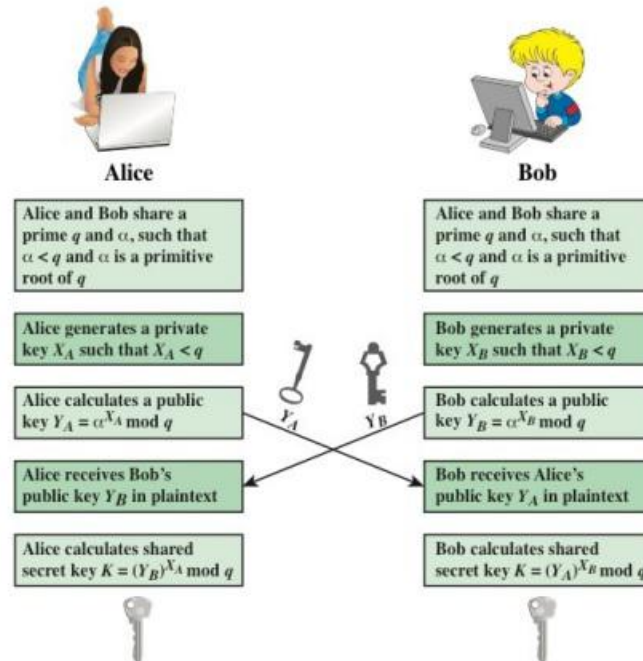 Alice
Alice and Bob share a
prime q and α, such that
α < q and α is a primitive
root of q
Alice generates a private
key X_A such that X_A < q
Alice calculates a public
key Y_A = α^{X_A} mod q
Alice receives Bob's
public key Y_B in plaintext
Alice calculates shared
secret key K = (Y_B)^{X_A} mod q
Y_A
Y_B
Bob
Alice and Bob share a
prime q and α, such that
α < q and α is a primitive
root of q
Bob generates a private
key X_B such that X_B < q
Bob calculates a public
key Y_B = α^{X_B} mod q
Bob receives Alice's
public key Y_A in plaintext
Bob calculates shared
secret key K = (Y_A)^{X_B} mod q